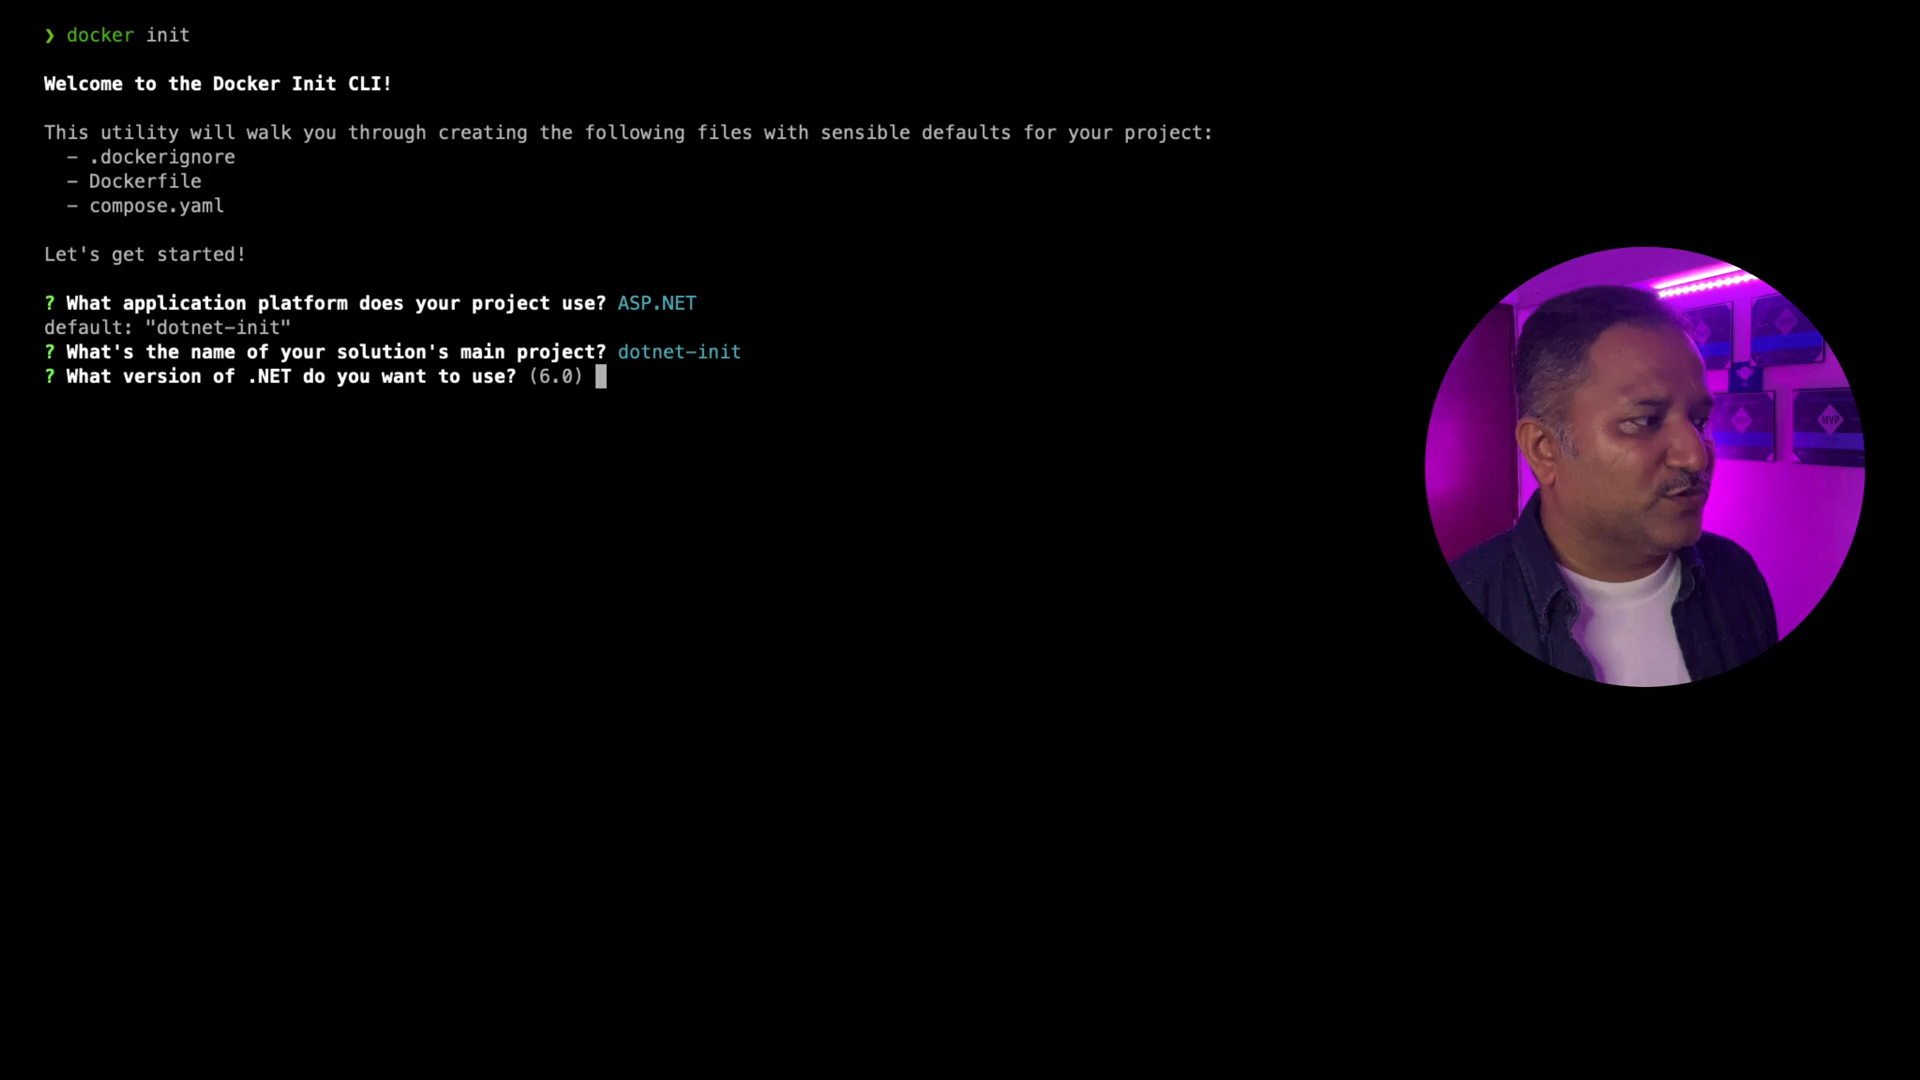 ❯ docker init
Welcome to the Docker Init CLI!
This utility will walk you through creating the following files with sensible defaults for your project:
- .dockerignore
- Dockerfile
- compose.yaml
Let's get started!
? What application platform does your project use? ASP.NET
default: "dotnet-init"
? What's the name of your solution's main project? dotnet-init
? What version of .NET do you want to use? (6.0)
MVP